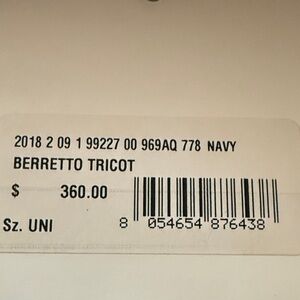 2018 2 09 1 99227 00 969AQ 778 NAVY
BERRETTO TRICOT
$ 360.00
Sz. UNI
8 054654 876438